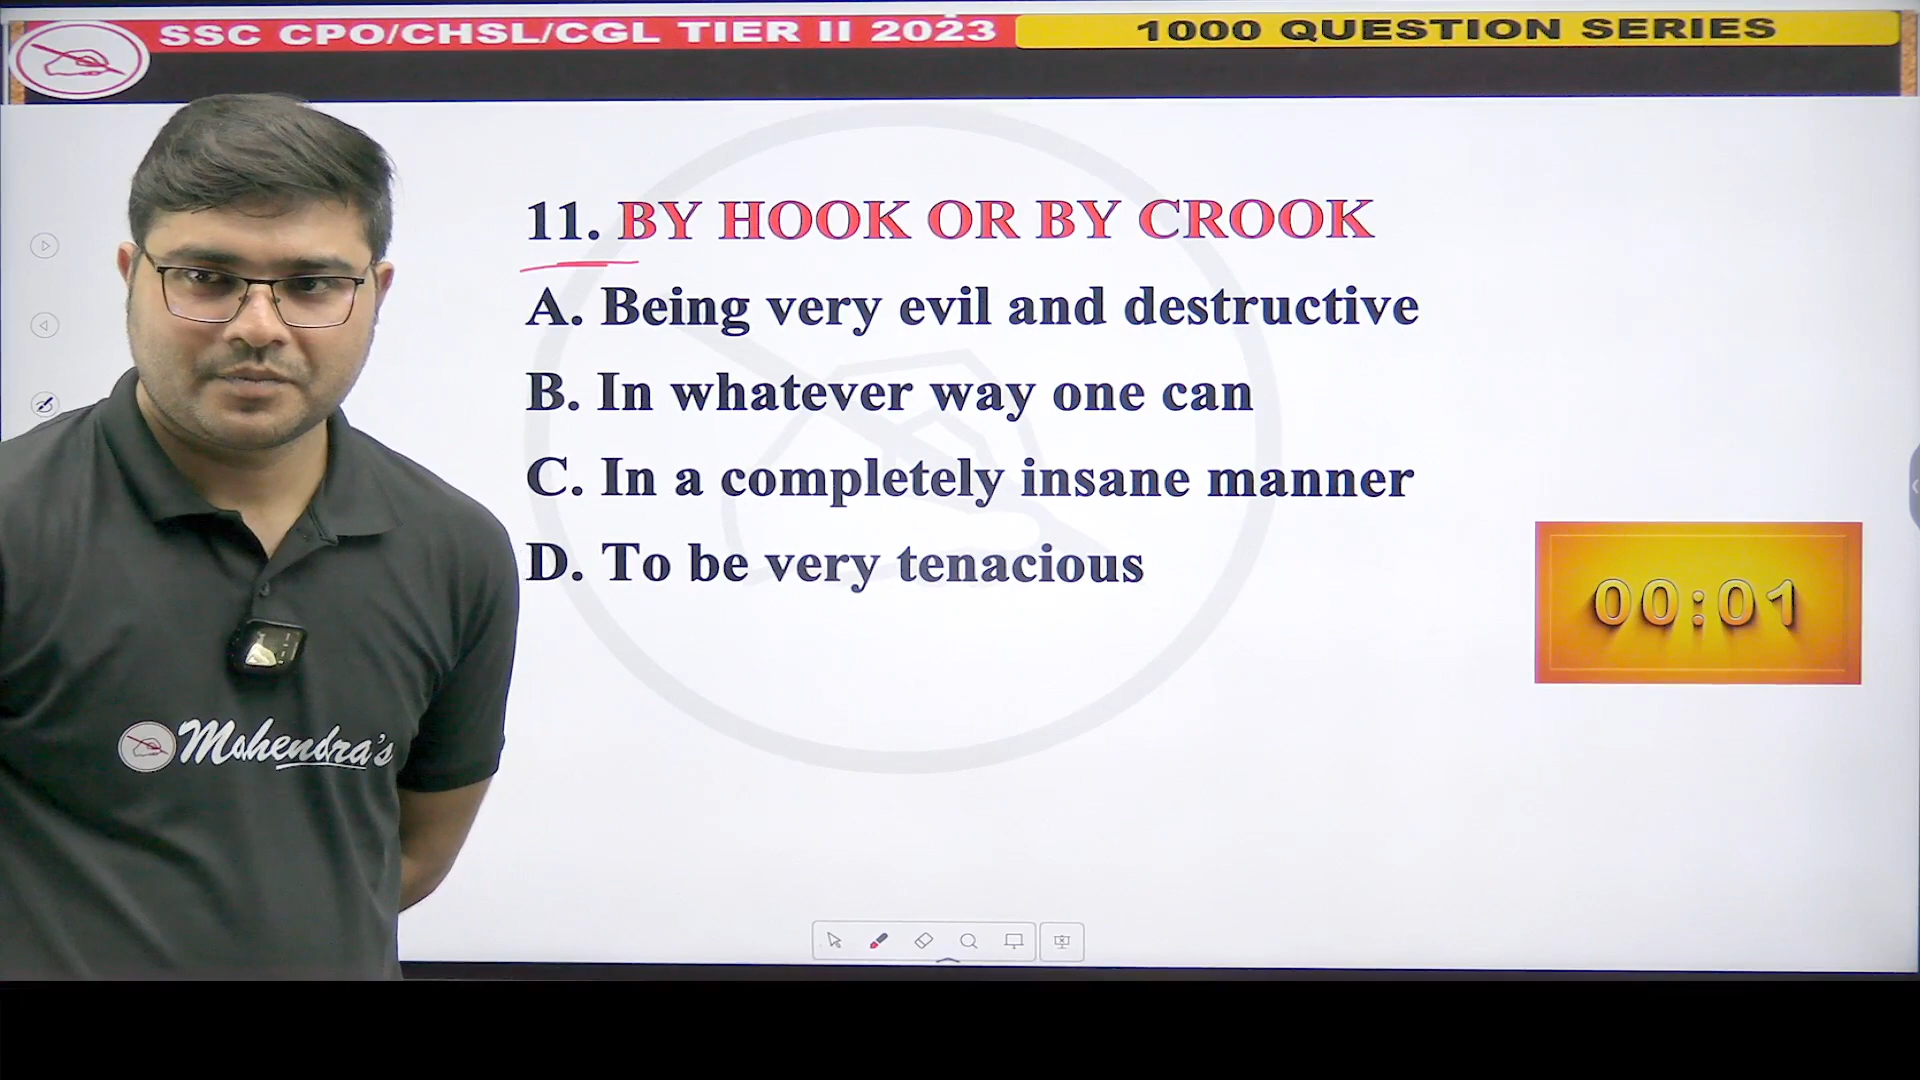 SSC CPO/CHSL/CGL TIER II 2023
1000 QUESTION SERIES
11. BY HOOK OR BY CROOK
A. Being very evil and destructive
B. In whatever way one can
C. In a completely insane manner
D. To be very tenacious
00:01
Mahendra's